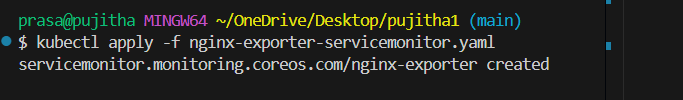 prasa@pujitha MINGW64 ~/OneDrive/Desktop/pujitha1 (main)
$ kubectl apply -f nginx-exporter-servicemonitor.yaml
servicemonitor.monitoring.coreos.com/nginx-exporter created